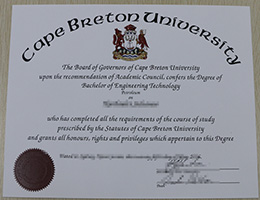 Cape Breton University
The Board of Governors of Cape Breton University
upon the recommendation of Academic Council, confers the Degree of
Bachelor of Engineering Technology
Petroleum
who has completed all the requirements of the course of study
prescribed by the Statutes of Cape Breton University
and grants all honours, rights and privileges which appertain to this Degree